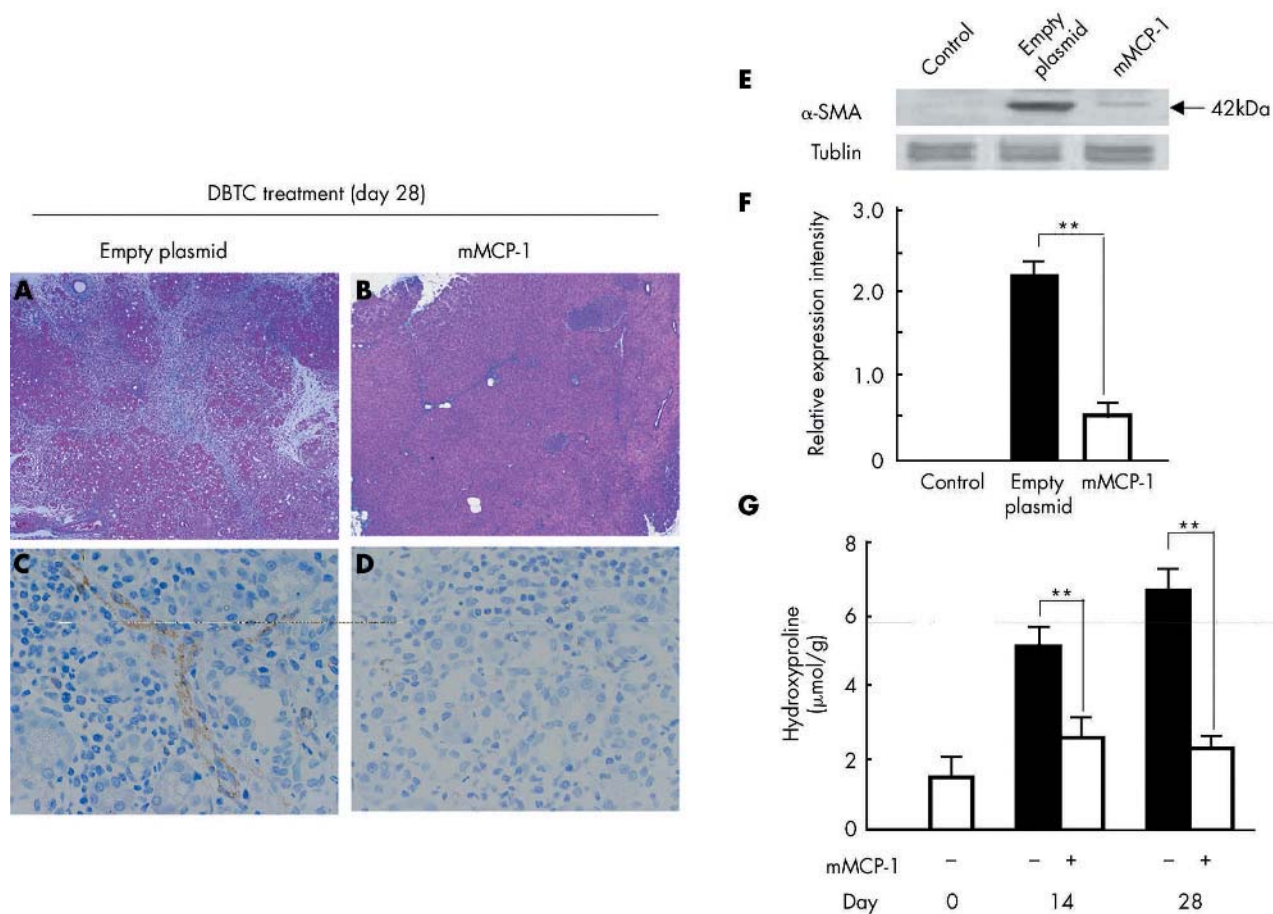 DBTC treatment (day 28)
Empty plasmid
mMCP-1
A
B
C
D
E
Control
Empty
plasmid
mMCP-1
α-SMA
42kDa
Tublin
F
Relative expression intensity
3.0
2.0
1.0
0
**
Control
Empty
plasmid
mMCP-1
G
Hydroxyproline
(μmol/g)
8
6
4
2
0
**
**
mMCP-1 – – + – +
Day 0 14 28